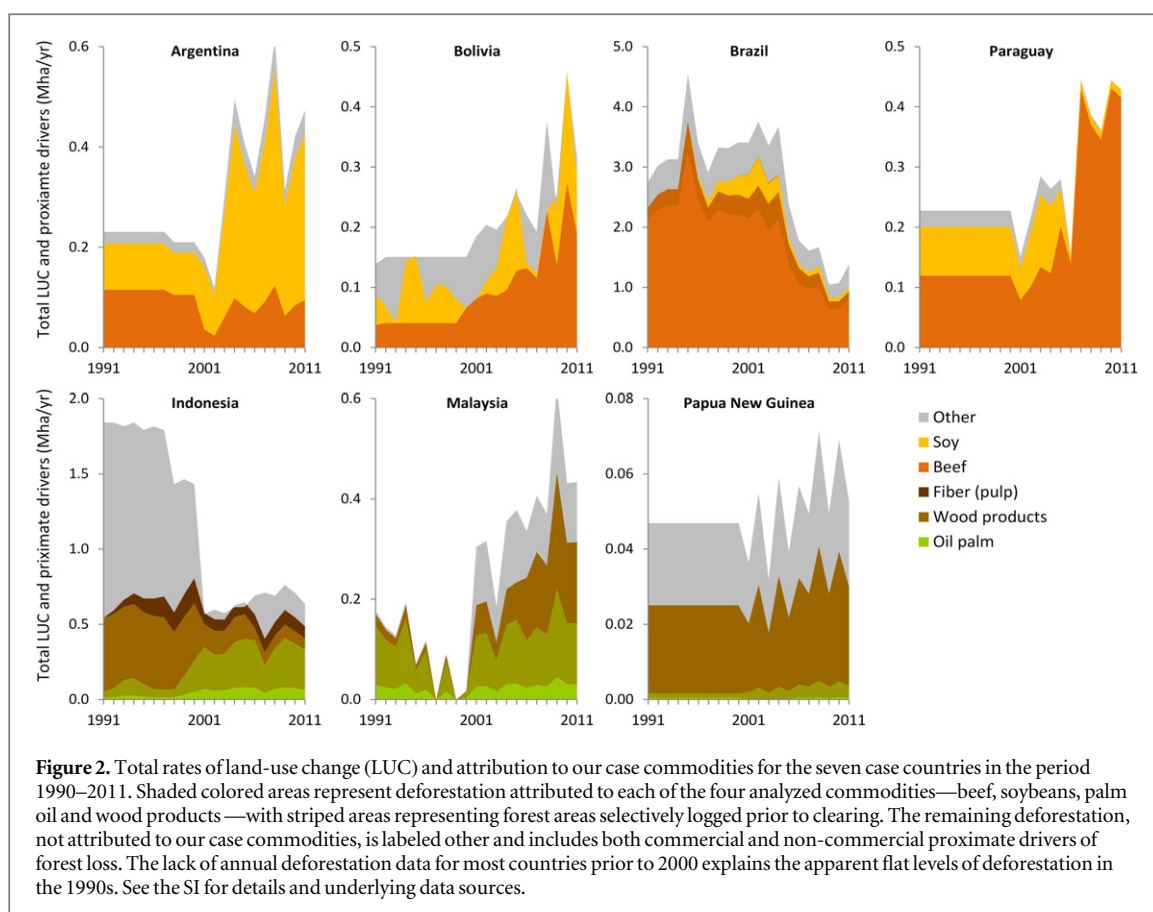 Total LUC and proxiamte drivers (Mha/yr)
Argentina
0.6
0.4
0.2
0.0
1991 2001 2011
Bolivia
0.5
0.4
0.3
0.2
0.1
0.0
1991 2001 2011
Brazil
5.0
4.0
3.0
2.0
1.0
0.0
1991 2001 2011
Paraguay
0.5
0.4
0.3
0.2
0.1
0.0
1991 2001 2011
Total LUC and priximate drivers (Mha/yr)
Indonesia
2.0
1.5
1.0
0.5
0.0
1991 2001 2011
Malaysia
0.6
0.4
0.2
0.0
1991 2001 2011
Papua New Guinea
0.08
0.06
0.04
0.02
0.00
1991 2001 2011
Other
Soy
Beef
Fiber (pulp)
Wood products
Oil palm
Figure 2. Total rates of land-use change (LUC) and attribution to our case commodities for the seven case countries in the period
1990–2011. Shaded colored areas represent deforestation attributed to each of the four analyzed commodities—beef, soybeans, palm
oil and wood products —with striped areas representing forest areas selectively logged prior to clearing. The remaining deforestation,
not attributed to our case commodities, is labeled other and includes both commercial and non-commercial proximate drivers of
forest loss. The lack of annual deforestation data for most countries prior to 2000 explains the apparent flat levels of deforestation in
the 1990s. See the SI for details and underlying data sources.